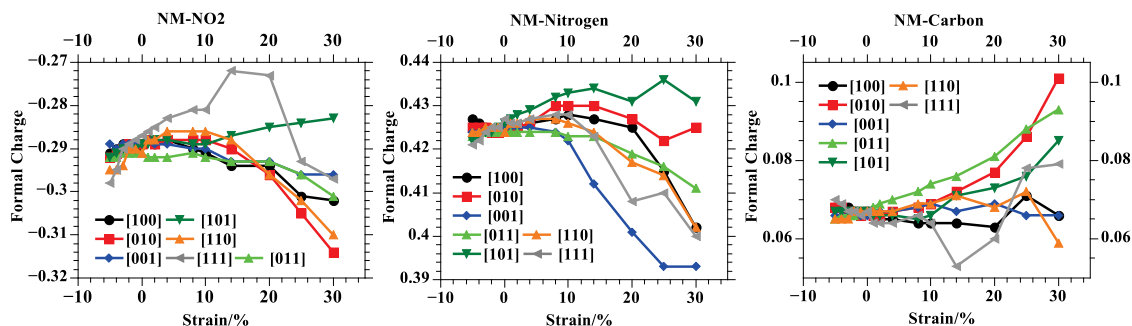 NM-NO2
−10 0 10 20 30
−0.27
−0.28
−0.29
−0.3
−0.31
−0.32
Formal Charge
[100] [101]
[010] [110]
[001] [111] [011]
−10 0 10 20 30
Strain/%
NM-Nitrogen
−10 0 10 20 30
0.44
0.43
0.42
0.41
0.4
0.39
Formal Charge
[100]
[010]
[001]
[011] [110]
[101] [111]
−10 0 10 20 30
Strain/%
NM-Carbon
−10 0 10 20 30
0.1 0.1
0.08 0.08
0.06 0.06
Formal Charge
[100] [110]
[010] [111]
[001]
[011]
[101]
−10 0 10 20 30
Strain/%